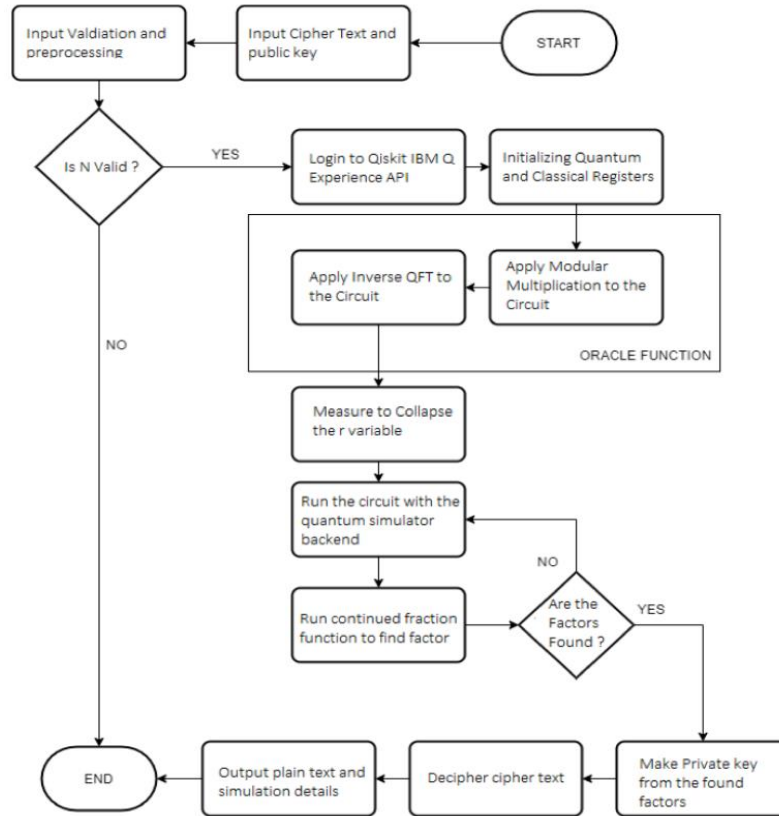 START
Input Cipher Text and
public key
Input Valdiation and
preprocessing
Is N Valid ?
YES
NO
Login to Qiskit IBM Q
Experience API
Initializing Quantum
and Classical Registers
Apply Modular
Multiplication to the
Circuit
Apply Inverse QFT to
the Circuit
ORACLE FUNCTION
Measure to Collapse
the r variable
Run the circuit with the
quantum simulator
backend
Run continued fraction
function to find factor
Are the
Factors
Found ?
NO
YES
Make Private key
from the found
factors
Decipher cipher text
Output plain text and
simulation details
END